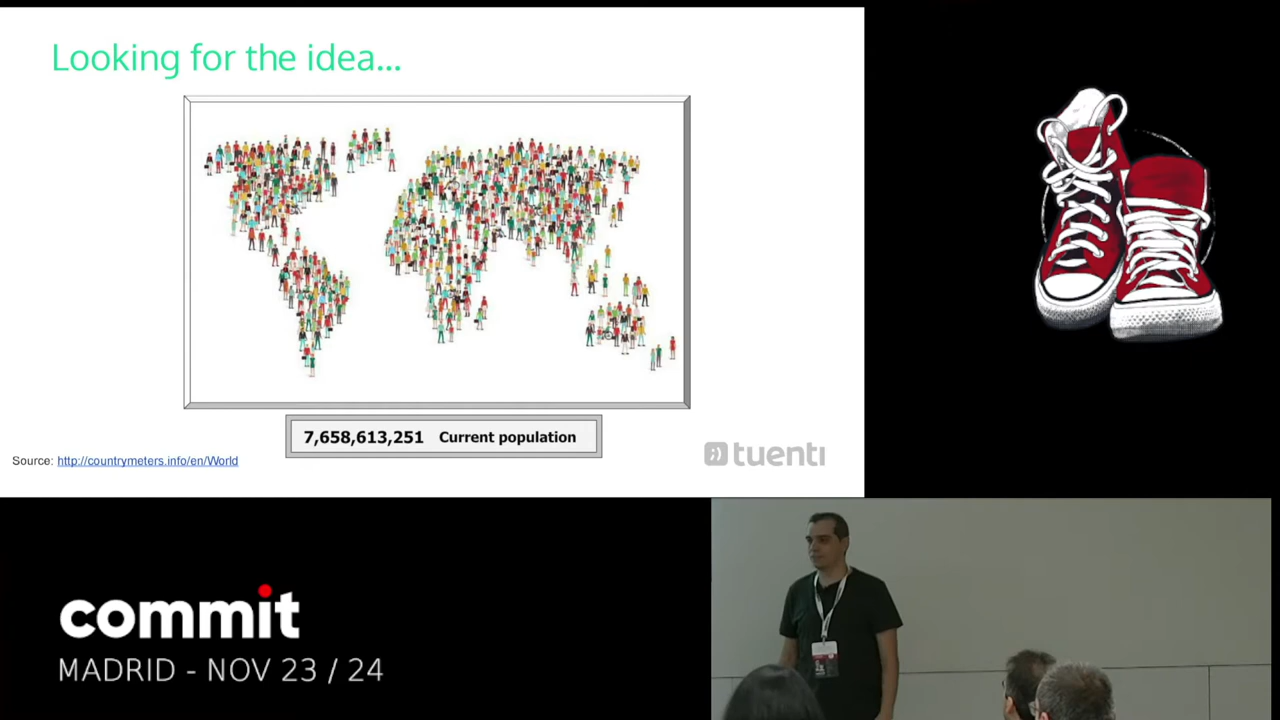 Looking for the idea...
7,658,613,251 Current population
Source: http://countrymeters.info/en/World
tuenti
commit
MADRID - NOV 23 / 24